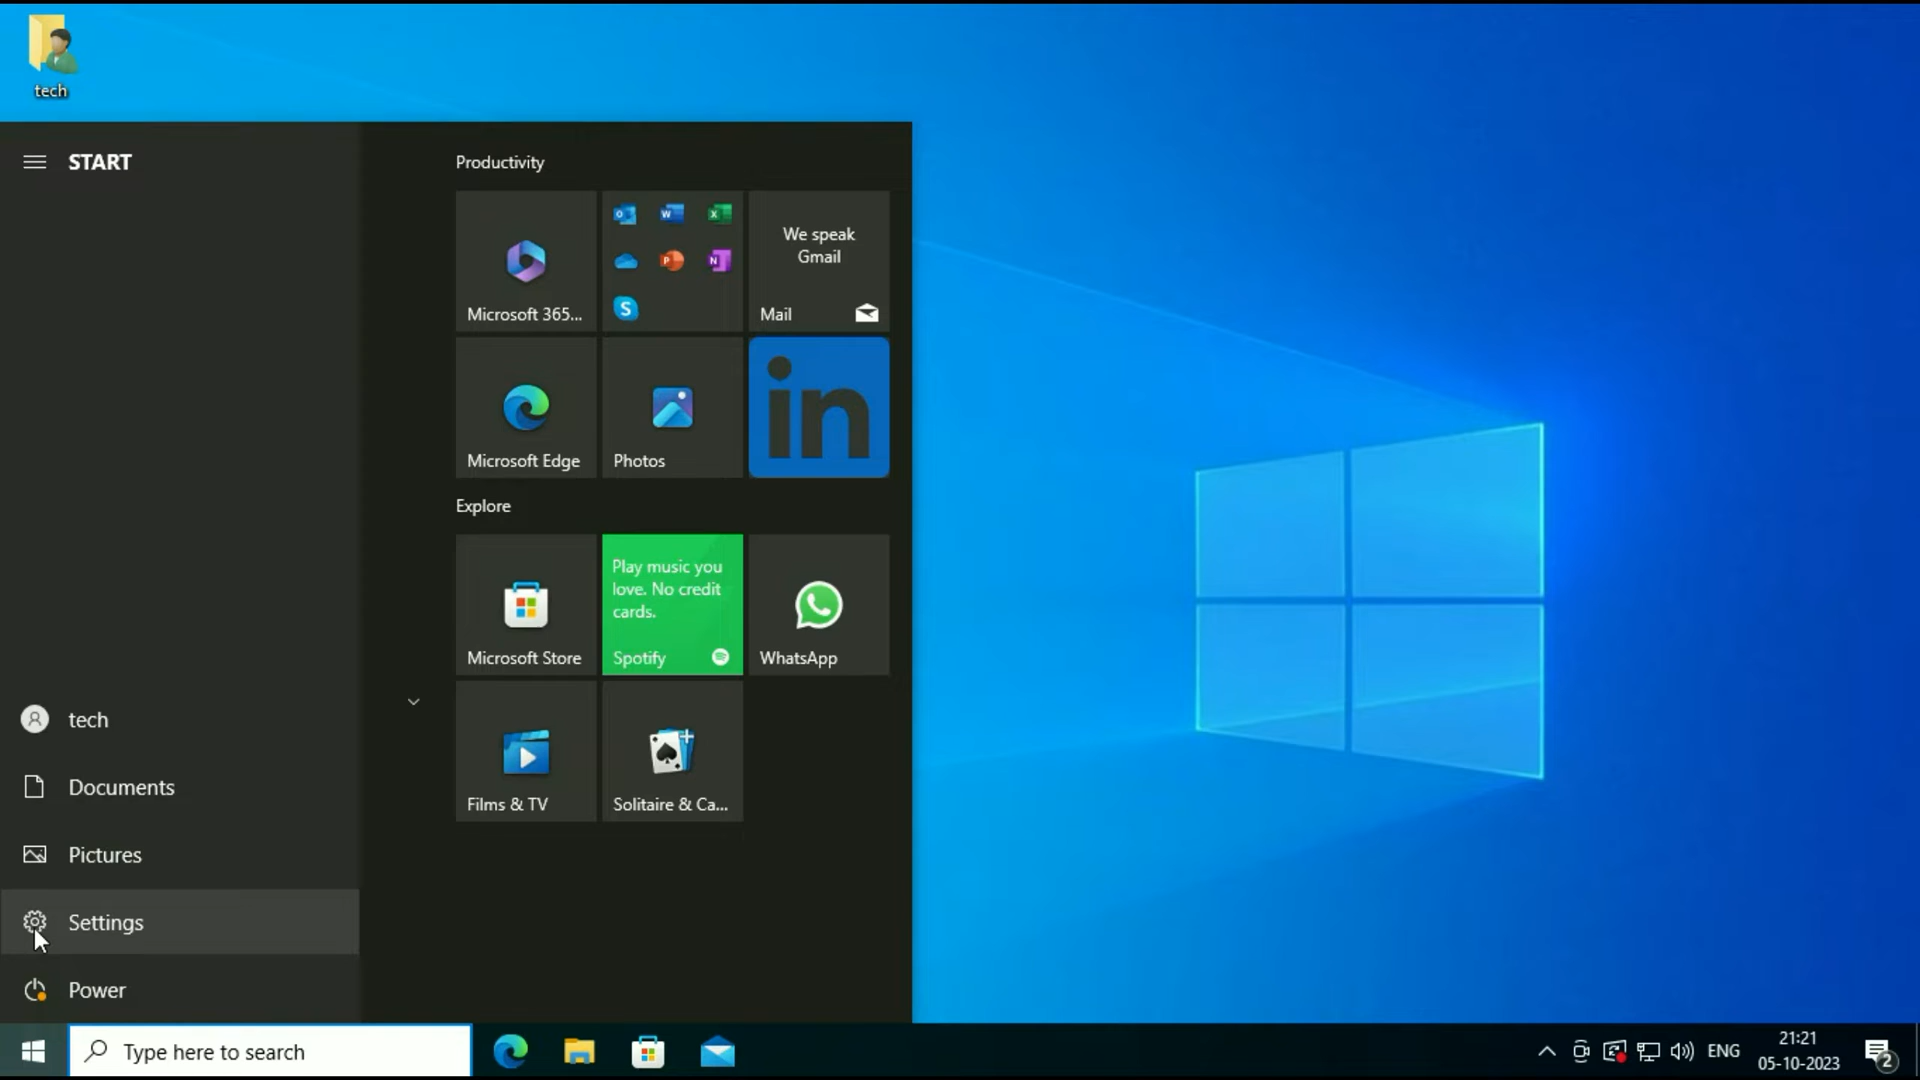 tech
START
Productivity
We speak
Gmail
Microsoft 365...
Mail
Microsoft Edge
Photos
in
Explore
Play music you
love. No credit
cards.
Microsoft Store
Spotify
WhatsApp
Films & TV
Solitaire & Ca...
tech
Documents
Pictures
Settings
Power
Type here to search
ENG
21:21
05-10-2023
2